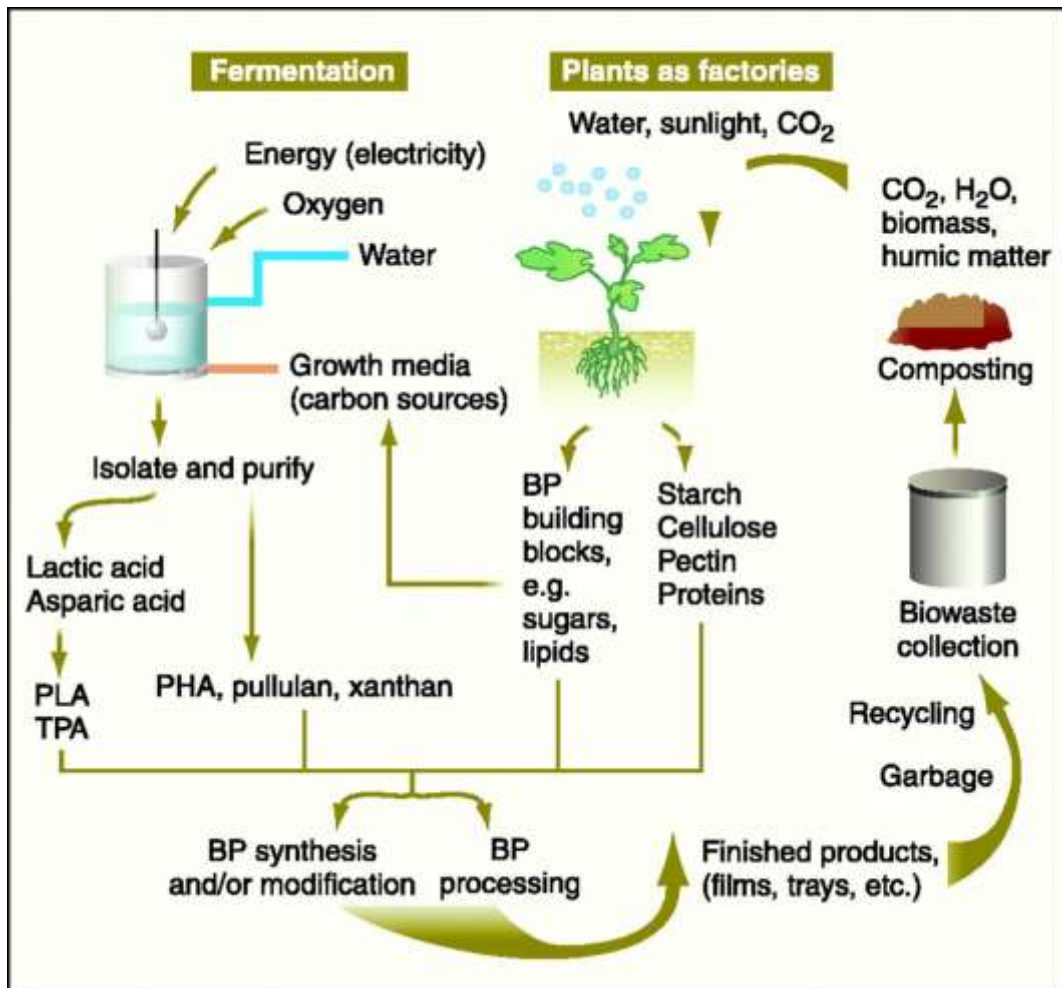 Fermentation
Energy (electricity)
Oxygen
Water
Growth media
(carbon sources)
Isolate and purify
Lactic acid
Asparic acid
PLA
TPA
PHA, pullulan, xanthan
Plants as factories
Water, sunlight, CO₂
BP
building
blocks,
e.g.
sugars,
lipids
Starch
Cellulose
Pectin
Proteins
BP synthesis
and/or modification
BP
processing
Finished products,
(films, trays, etc.)
Garbage
Recycling
Biowaste
collection
Composting
CO₂, H₂O,
biomass,
humic matter